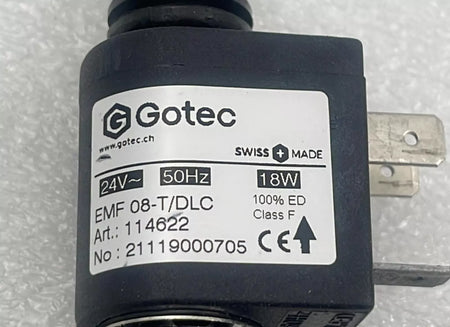 Gotec
www.gotec.ch
SWISS MADE
24V~ 50Hz 18W
EMF 08-T/DLC 100% ED
Art.: 114622 Class F
No : 21119000705 CE